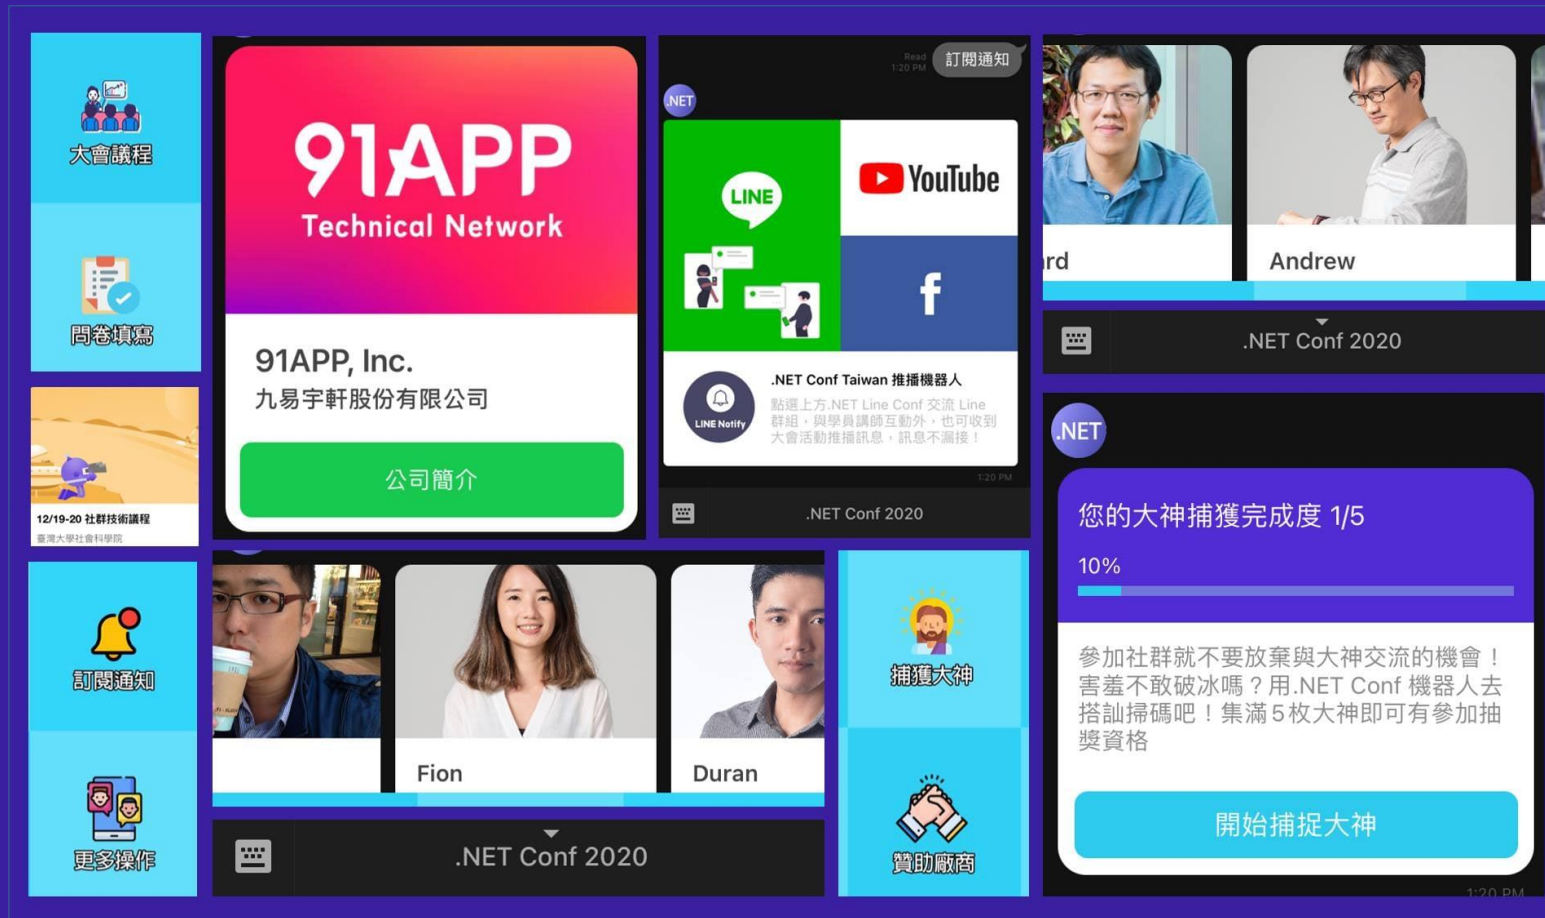 大會議程
問卷填寫
12/19-20 社群技術議程
臺灣大學社會科學院
訂閱通知
更多操作
91APP
Technical Network
91APP, Inc.
九易宇軒股份有限公司
公司簡介
Read
1:20 PM
訂閱通知
.NET
LINE
YouTube
f
LINE Notify
.NET Conf Taiwan 推播機器人
點選上方.NET Line Conf 交流 Line
群組，與學員講師互動外，也可收到
大會活動推播訊息，訊息不漏接！
1:20 PM
.NET Conf 2020
rd
Andrew
.NET Conf 2020
Fion
Duran
.NET Conf 2020
捕獲大神
贊助廠商
.NET
您的大神捕獲完成度 1/5
10%
參加社群就不要放棄與大神交流的機會！
害羞不敢破冰嗎？用.NET Conf 機器人去
搭訕掃碼吧！集滿5枚大神即可有參加抽
獎資格
開始捕捉大神
1:20 PM